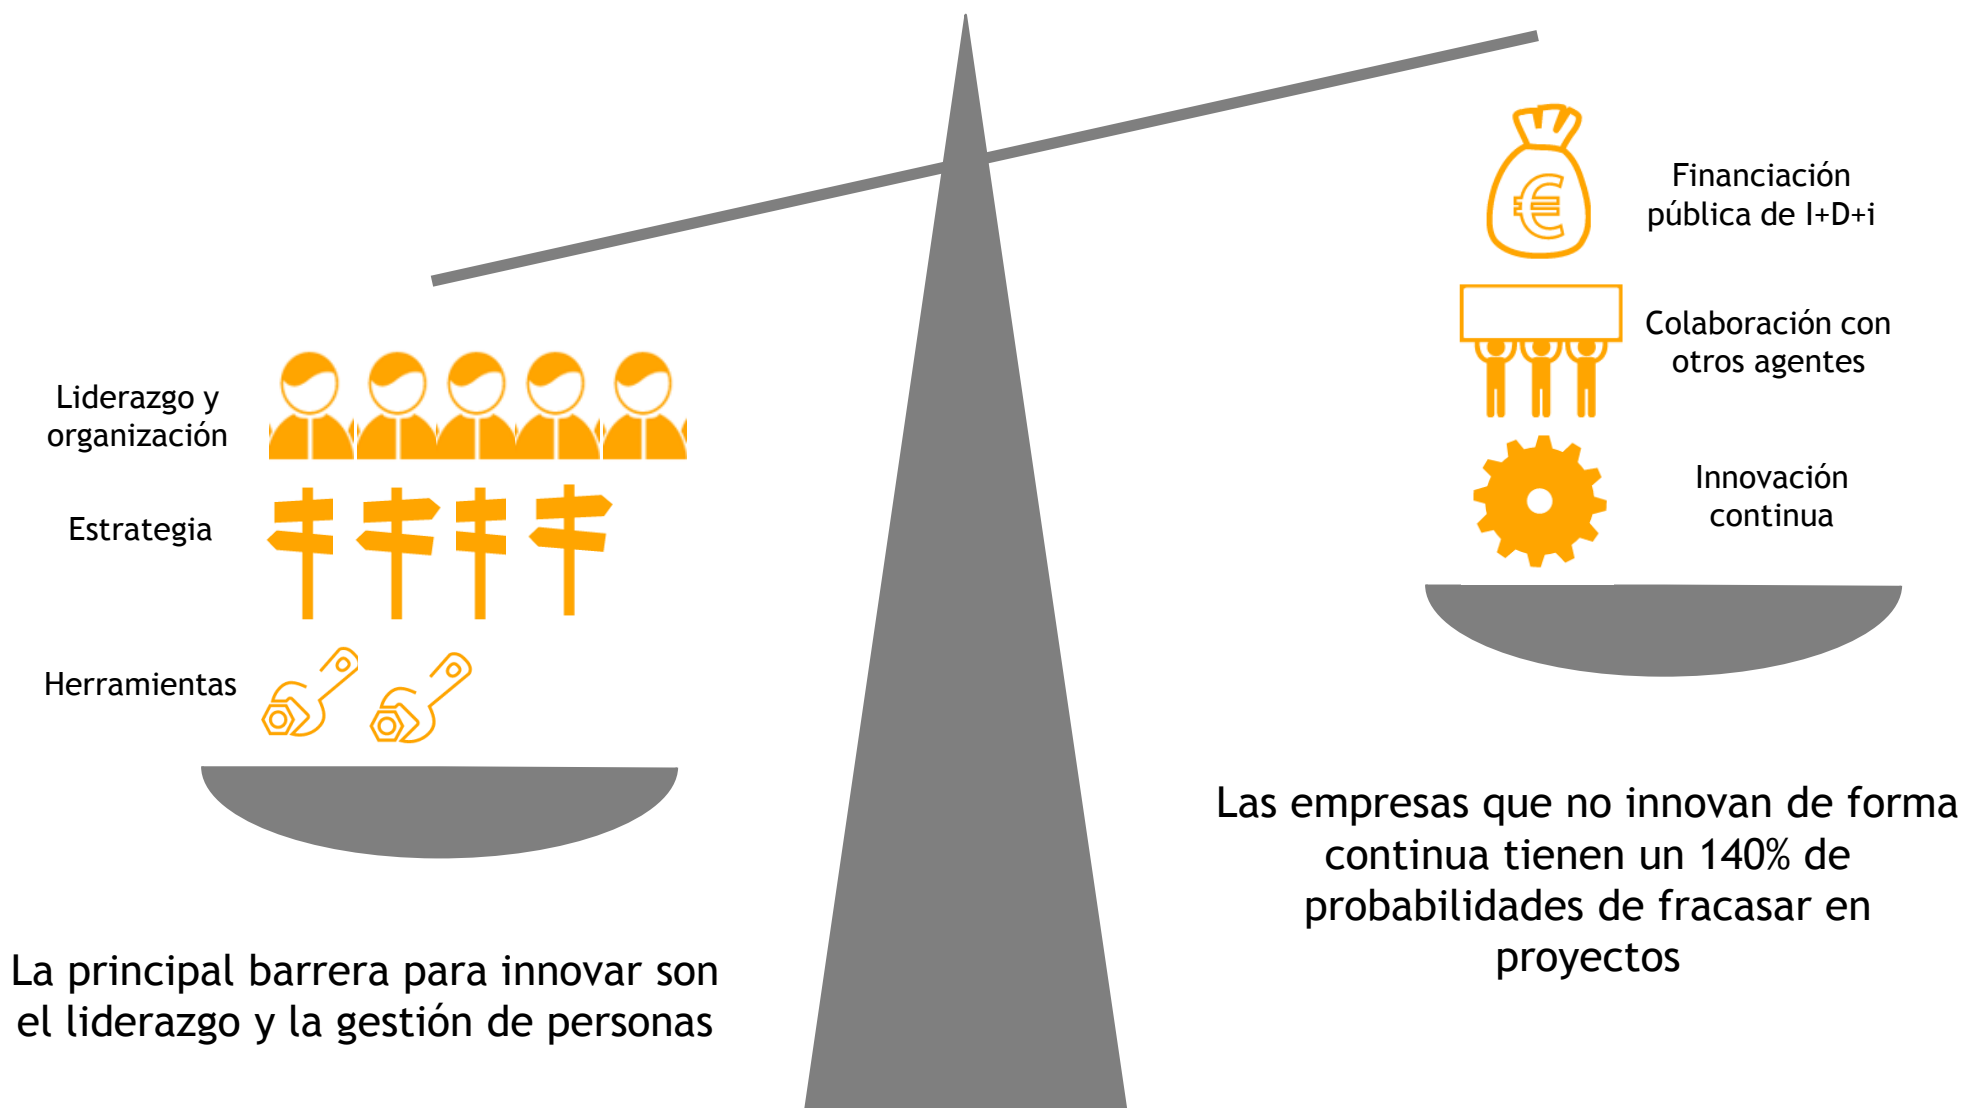 Liderazgo y
organización
Estrategia
Herramientas
La principal barrera para innovar son
el liderazgo y la gestión de personas
Financiación
pública de I+D+i
Colaboración con
otros agentes
Innovación
continua
Las empresas que no innovan de forma
continua tienen un 140% de
probabilidades de fracasar en
proyectos